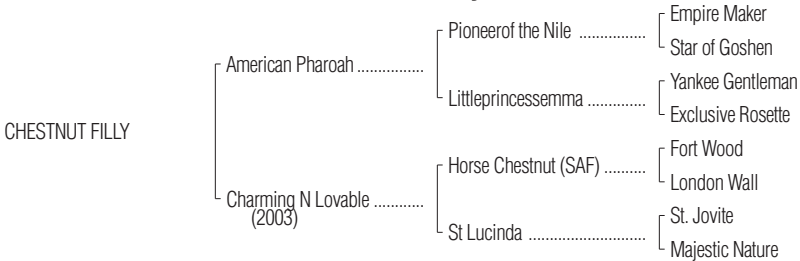 Empire Maker
Pioneerof the Nile ................
Star of Goshen
American Pharoah ................
Yankee Gentleman
Littleprincessemma ..............
Exclusive Rosette
CHESTNUT FILLY
Fort Wood
Horse Chestnut (SAF) ..........
London Wall
Charming N Lovable ............
(2003)
St. Jovite
St Lucinda ............................
Majestic Nature